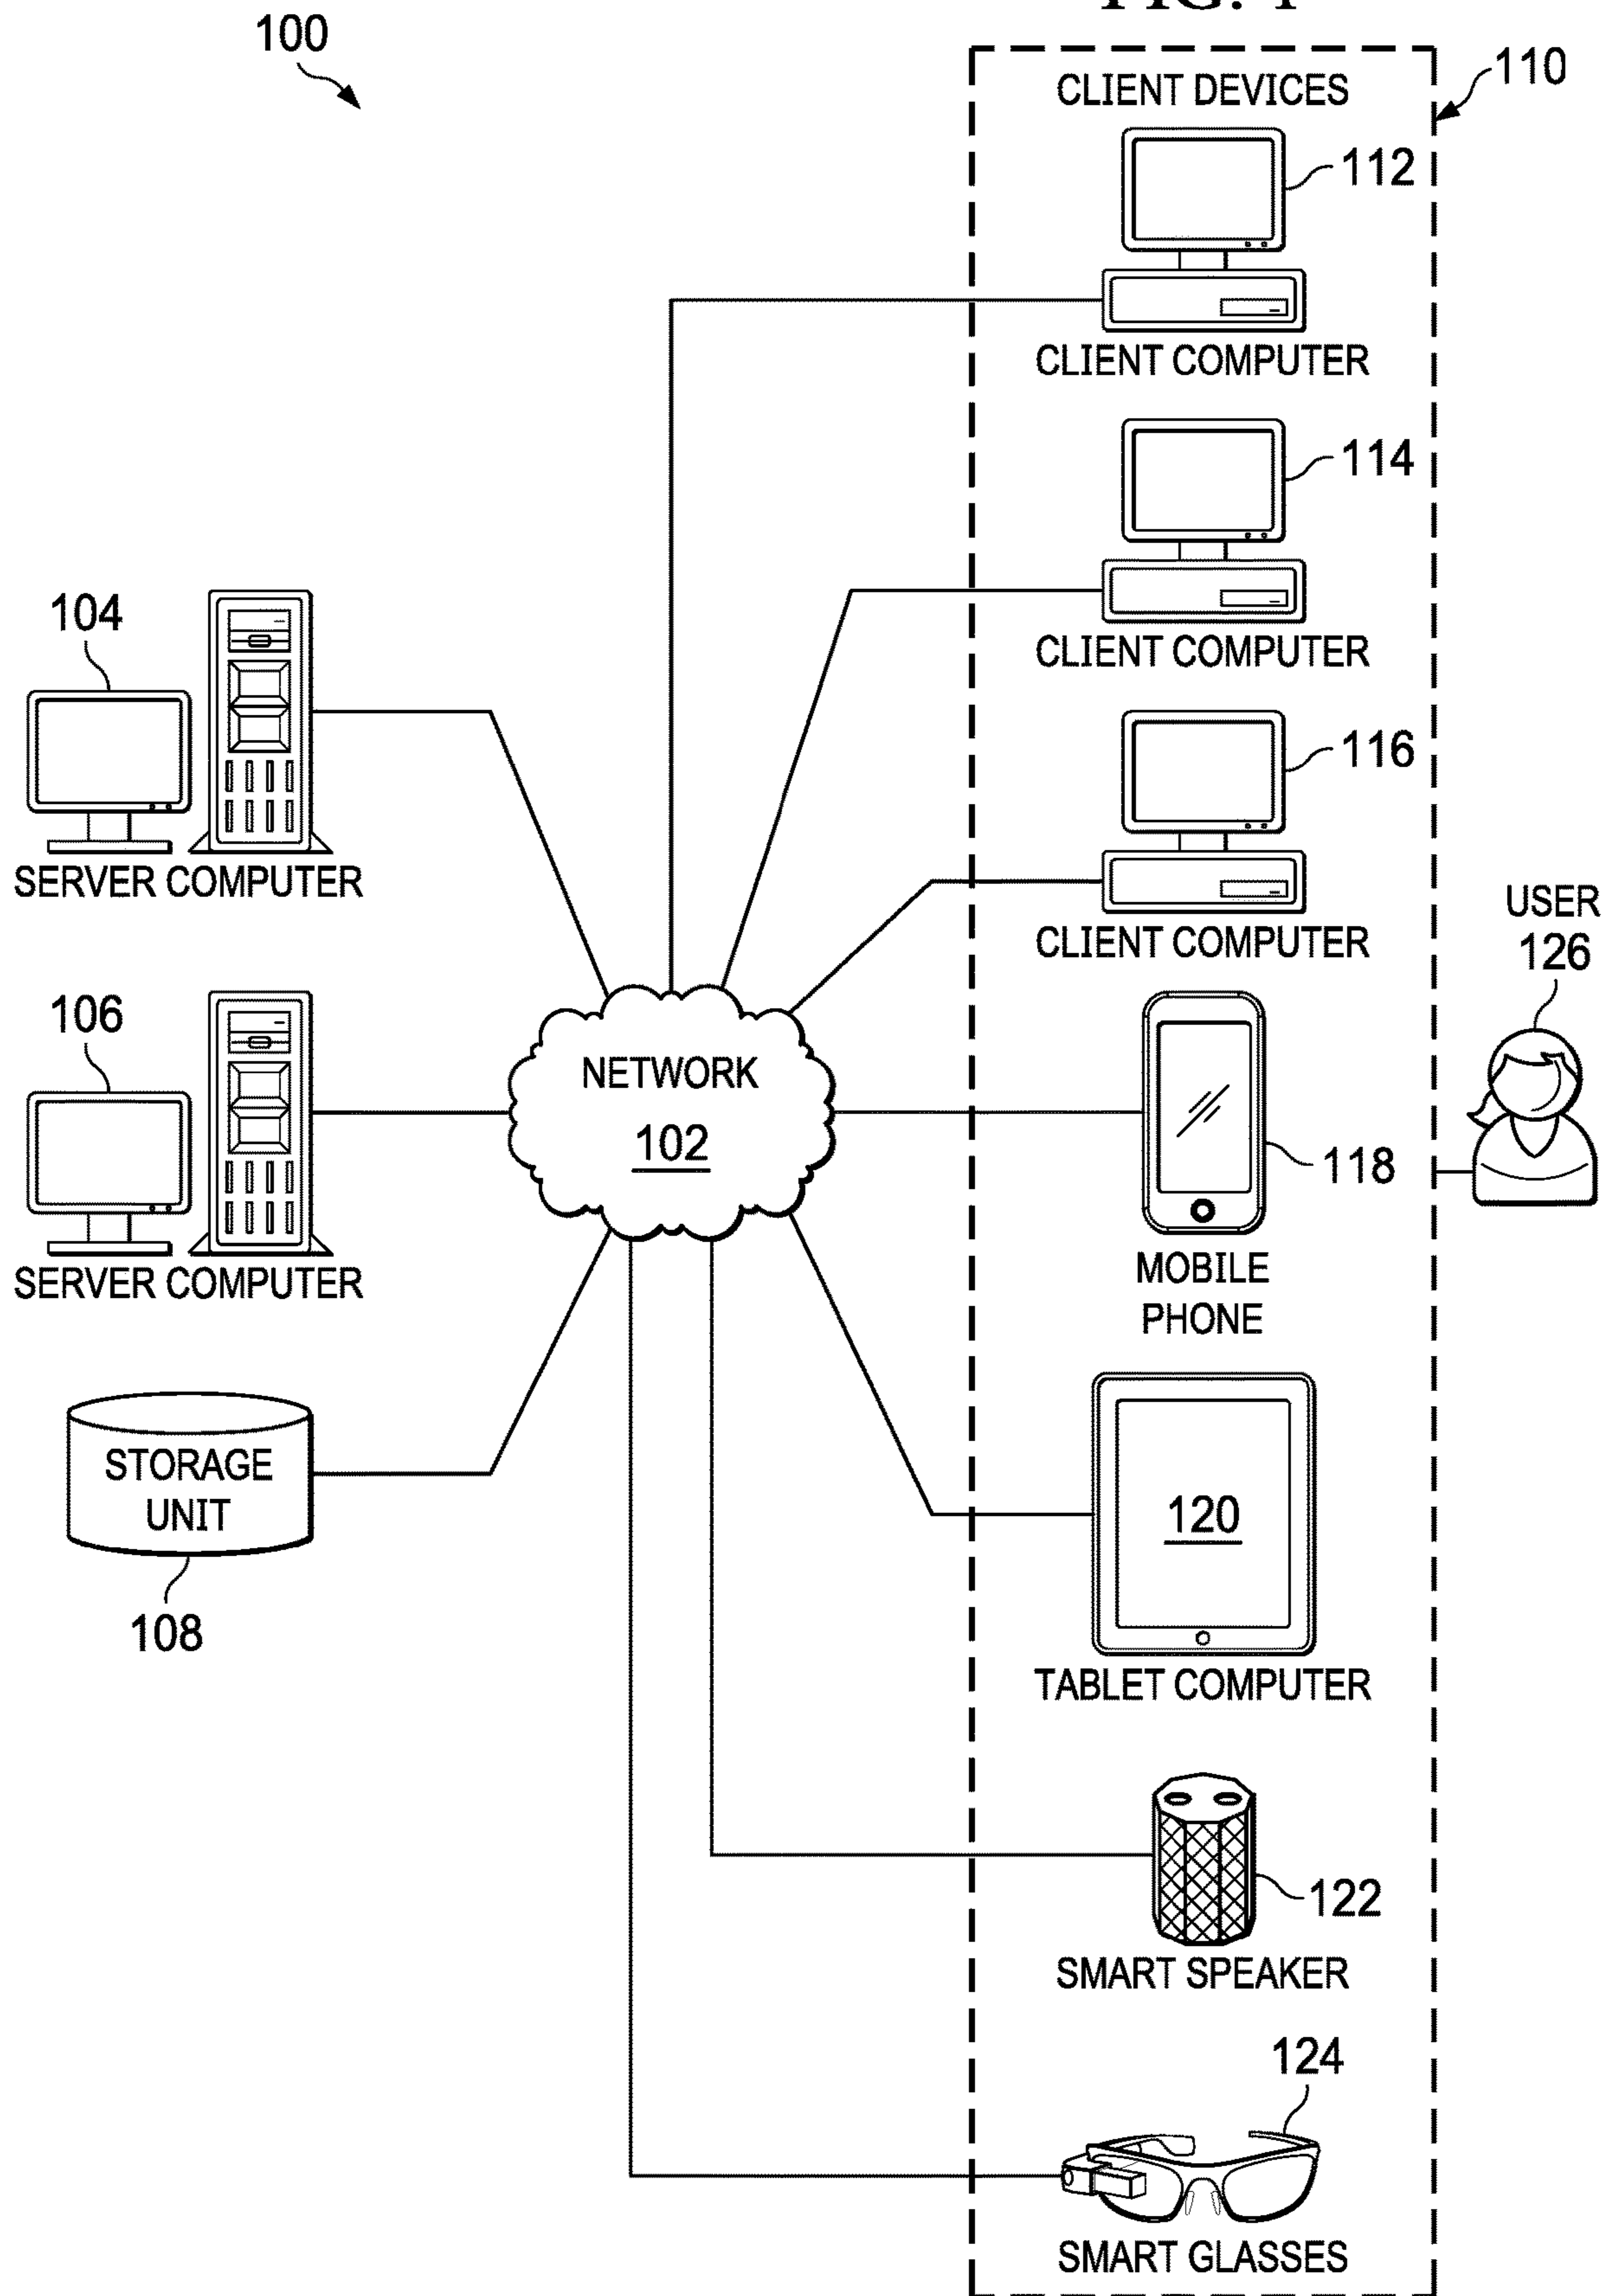 100
110
CLIENT DEVICES
112
CLIENT COMPUTER
114
CLIENT COMPUTER
104
SERVER COMPUTER
116
CLIENT COMPUTER
USER
126
106
SERVER COMPUTER
NETWORK
102
118
MOBILE
PHONE
STORAGE
UNIT
108
120
TABLET COMPUTER
122
SMART SPEAKER
124
SMART GLASSES